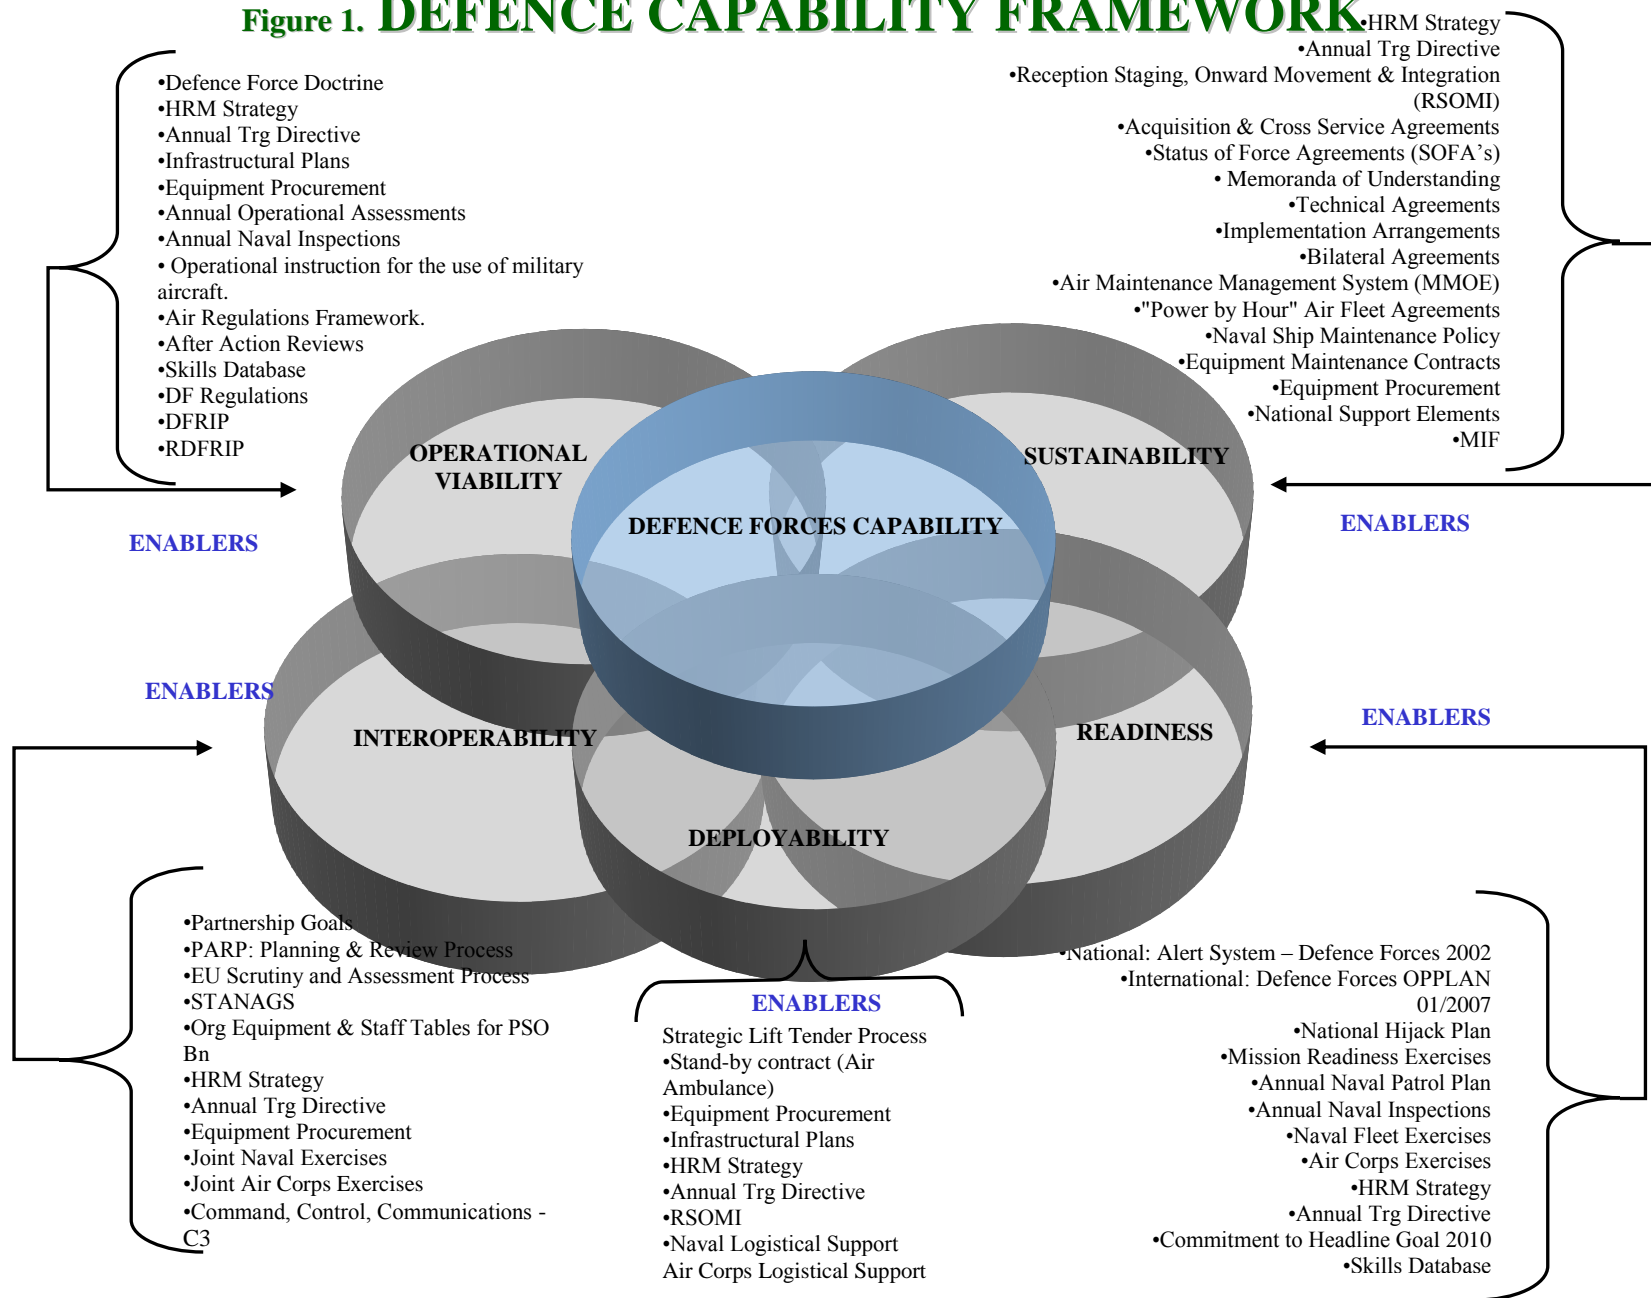 Figure 1. DEFENCE CAPABILITY FRAMEWORK
•Defence Force Doctrine
•HRM Strategy
•Annual Trg Directive
•Infrastructural Plans
•Equipment Procurement
•Annual Operational Assessments
•Annual Naval Inspections
• Operational instruction for the use of military
aircraft.
•Air Regulations Framework.
•After Action Reviews
•Skills Database
•DF Regulations
•DFRIP
•RDFRIP
ENABLERS
•HRM Strategy
•Annual Trg Directive
•Reception Staging, Onward Movement & Integration
(RSOMI)
•Acquisition & Cross Service Agreements
•Status of Force Agreements (SOFA’s)
• Memoranda of Understanding
•Technical Agreements
•Implementation Arrangements
•Bilateral Agreements
•Air Maintenance Management System (MMOE)
•"Power by Hour" Air Fleet Agreements
•Naval Ship Maintenance Policy
•Equipment Maintenance Contracts
•Equipment Procurement
•National Support Elements
•MIF
ENABLERS
OPERATIONAL
VIABILITY
SUSTAINABILITY
DEFENCE FORCES CAPABILITY
INTEROPERABILITY
READINESS
DEPLOYABILITY
ENABLERS
•Partnership Goals
•PARP: Planning & Review Process
•EU Scrutiny and Assessment Process
•STANAGS
•Org Equipment & Staff Tables for PSO
Bn
•HRM Strategy
•Annual Trg Directive
•Equipment Procurement
•Joint Naval Exercises
•Joint Air Corps Exercises
•Command, Control, Communications -
C3
ENABLERS
Strategic Lift Tender Process
•Stand-by contract (Air
Ambulance)
•Equipment Procurement
•Infrastructural Plans
•HRM Strategy
•Annual Trg Directive
•RSOMI
•Naval Logistical Support
Air Corps Logistical Support
ENABLERS
•National: Alert System – Defence Forces 2002
•International: Defence Forces OPPLAN
01/2007
•National Hijack Plan
•Mission Readiness Exercises
•Annual Naval Patrol Plan
•Annual Naval Inspections
•Naval Fleet Exercises
•Air Corps Exercises
•HRM Strategy
•Annual Trg Directive
•Commitment to Headline Goal 2010
•Skills Database